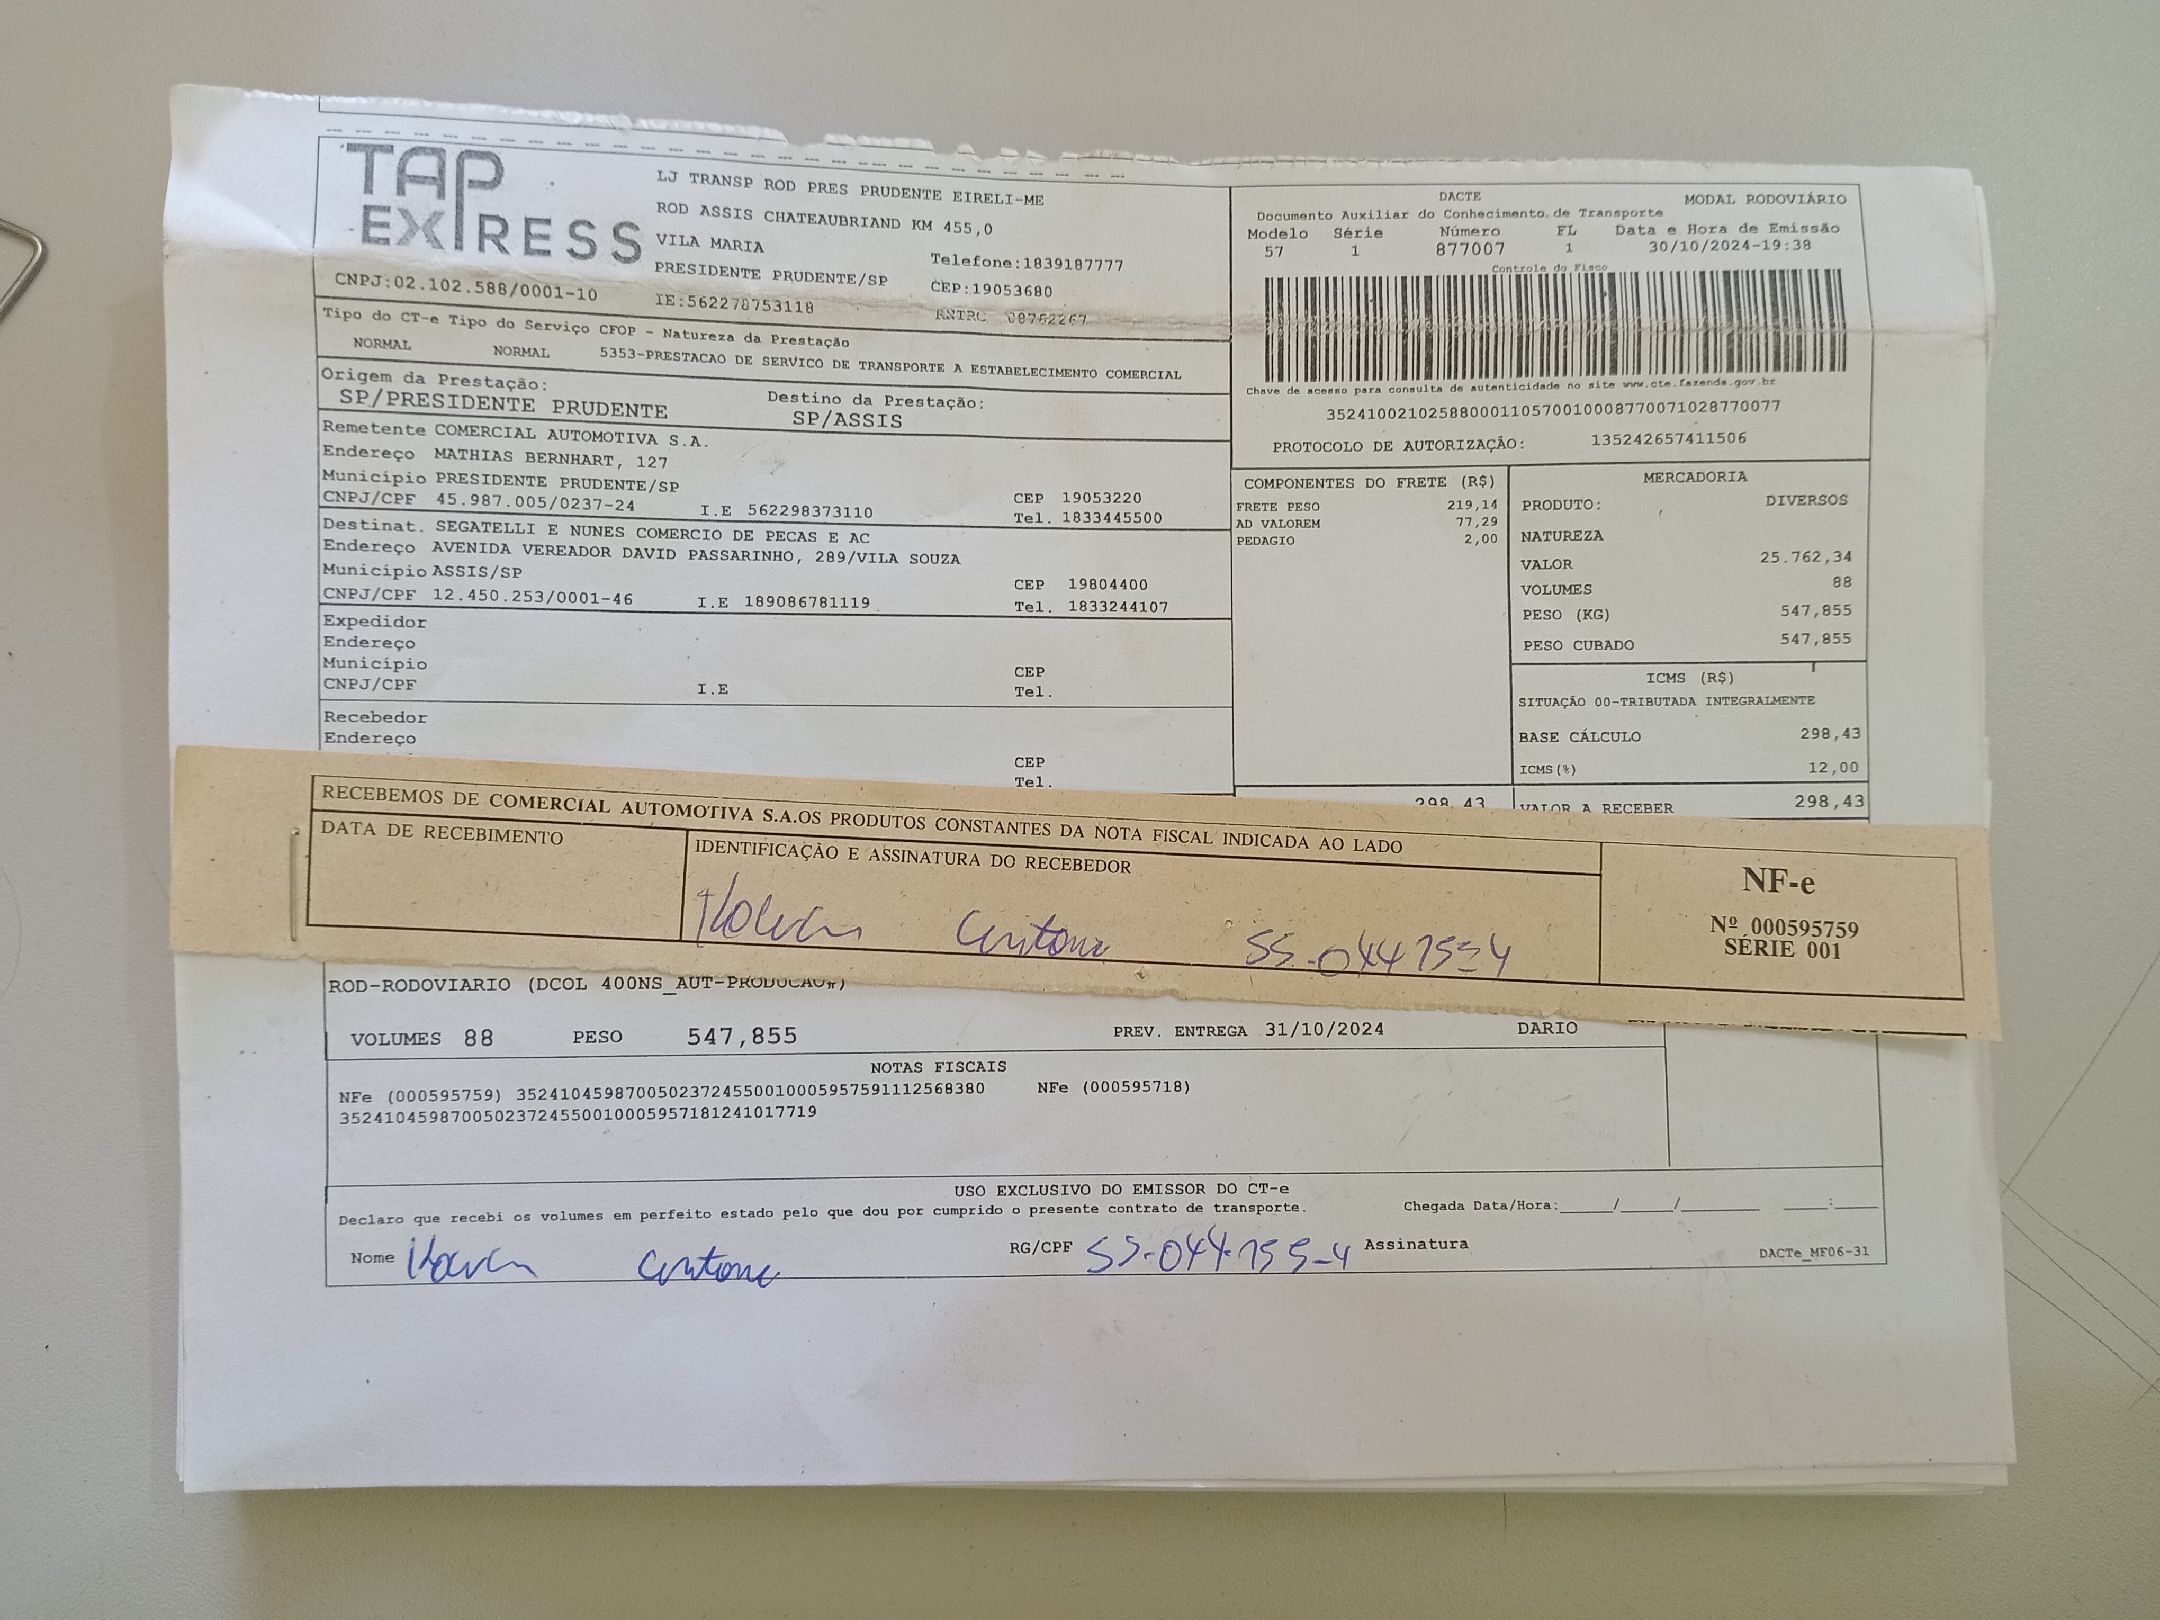 TAP EXPRESS
LJ TRANSP ROD PRES PRUDENTE EIRELI-ME
ROD ASSIS CHATEAUBRIAND KM 455,0
VILA MARIA
Telefone:1839187777
PRESIDENTE PRUDENTE/SP
CEP:19053680
CNPJ:02.102.588/0001-10
IE:562278753118
RNTRC 08762267
DACTE
MODAL RODOVIÁRIO
Documento Auxiliar do Conhecimento de Transporte
Modelo Série Número FL Data e Hora de Emissão
57 1 877007 1 30/10/2024-19:38
Controle do Fisco
Chave de acesso para consulta de autenticidade no site www.cte.fazenda.gov.br
35241002102588000110570010008770071028770077
PROTOCOLO DE AUTORIZAÇÃO: 135242657411506
Tipo do CT-e Tipo do Serviço CFOP - Natureza da Prestação
NORMAL NORMAL 5353-PRESTACAO DE SERVICO DE TRANSPORTE A ESTABELECIMENTO COMERCIAL
Origem da Prestação:
SP/PRESIDENTE PRUDENTE
Destino da Prestação:
SP/ASSIS
Remetente COMERCIAL AUTOMOTIVA S.A.
Endereço MATHIAS BERNHART, 127
Município PRESIDENTE PRUDENTE/SP
CEP 19053220
CNPJ/CPF 45.987.005/0237-24 I.E 562298373110
Tel. 1833445500
Destinat. SEGATELLI E NUNES COMERCIO DE PECAS E AC
Endereço AVENIDA VEREADOR DAVID PASSARINHO, 289/VILA SOUZA
Município ASSIS/SP
CEP 19804400
CNPJ/CPF 12.450.253/0001-46 I.E 189086781119
Tel. 1833244107
Expedidor
Endereço
Município
CEP
CNPJ/CPF I.E
Tel.
Recebedor
Endereço
CEP
Tel.
COMPONENTES DO FRETE (R$)
FRETE PESO 219,14
AD VALOREM 77,29
PEDAGIO 2,00
298,43
MERCADORIA
PRODUTO: DIVERSOS
NATUREZA
VALOR 25.762,34
VOLUMES 88
PESO (KG) 547,855
PESO CUBADO 547,855
ICMS (R$)
SITUAÇÃO 00-TRIBUTADA INTEGRALMENTE
BASE CÁLCULO 298,43
ICMS(%) 12,00
VALOR A RECEBER 298,43
RECEBEMOS DE COMERCIAL AUTOMOTIVA S.A.OS PRODUTOS CONSTANTES DA NOTA FISCAL INDICADA AO LADO
DATA DE RECEBIMENTO
IDENTIFICAÇÃO E ASSINATURA DO RECEBEDOR
NF-e
Nº 000595759
SÉRIE 001
ROD-RODOVIARIO (DCOL 400NS_AUT-PRODUCAO#)
VOLUMES 88 PESO 547,855 PREV. ENTREGA 31/10/2024 DARIO
NOTAS FISCAIS
NFe (000595759) 35241045987005023724550010005957591112568380 NFe (000595718)
35241045987005023724550010005957181241017719
USO EXCLUSIVO DO EMISSOR DO CT-e
Declaro que recebi os volumes em perfeito estado pelo que dou por cumprido o presente contrato de transporte.
Chegada Data/Hora:_____/_____/_______ ____:____
Nome
RG/CPF 55-044-755-4 Assinatura
DACTe_MF06-31